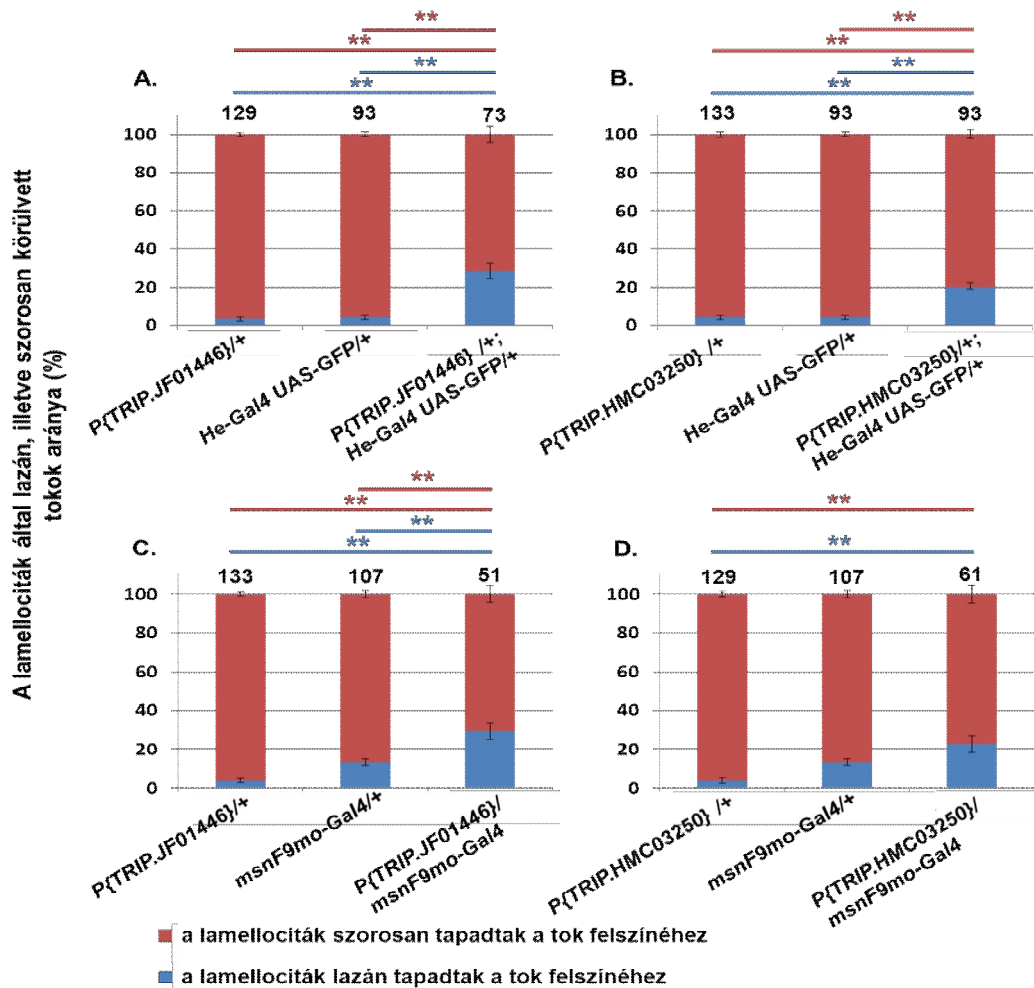 A lamellociták által lazán, illetve szorosan körülvett
tokok aránya (%)
**
**
**
**
A.
129
93
73
100
80
60
40
20
0
P{TRIP.JF01446}/+
He-Gal4 UAS-GFP/+
P{TRIP.JF01446} /+;
He-Gal4 UAS-GFP/+
**
**
**
**
B.
133
93
93
100
80
60
40
20
0
P{TRIP.HMC03250} /+
He-Gal4 UAS-GFP/+
P{TRIP.HMC03250}/+;
He-Gal4 UAS-GFP/+
**
**
**
**
C.
133
107
51
100
80
60
40
20
0
P{TRIP.JF01446}/+
msnF9mo-Gal4/+
P{TRIP.JF01446}/
msnF9mo-Gal4
**
**
D.
129
107
61
100
80
60
40
20
0
P{TRIP.HMC03250} /+
msnF9mo-Gal4/+
P{TRIP.HMC03250}/
msnF9mo-Gal4
a lamellociták szorosan tapadtak a tok felszínéhez
a lamellociták lazán tapadtak a tok felszínéhez